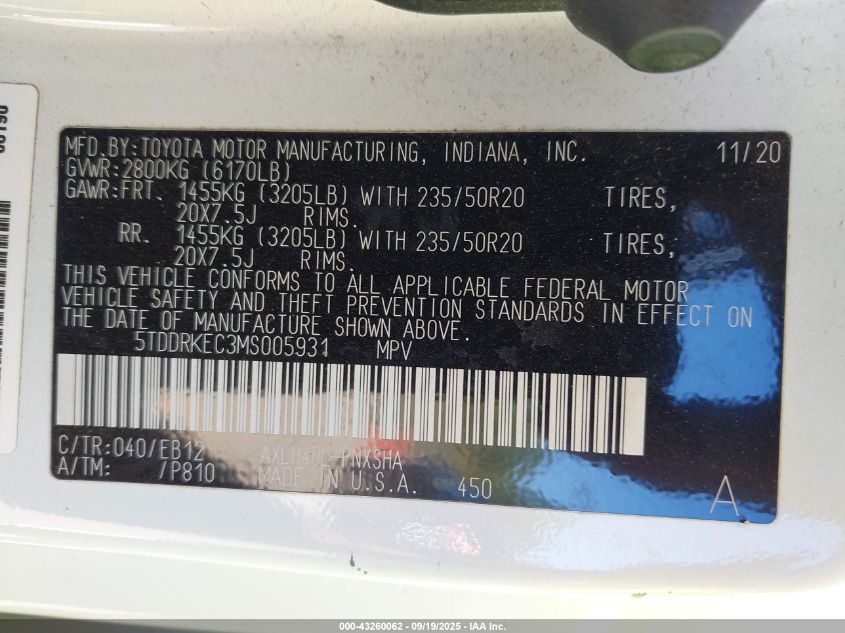 MFD.BY:TOYOTA MOTOR MANUFACTURING, INDIANA, INC. 11/20
GVWR:2800KG (6170LB)
GAWR:FRT. 1455KG (3205LB) WITH 235/50R20 TIRES,
20X7.5J RIMS.
RR. 1455KG (3205LB) WITH 235/50R20 TIRES,
20X7.5J RIMS.
THIS VEHICLE CONFORMS TO ALL APPLICABLE FEDERAL MOTOR
VEHICLE SAFETY AND THEFT PREVENTION STANDARDS IN EFFECT ON
THE DATE OF MANUFACTURE SHOWN ABOVE.
5TDDRKEC3MS005931 MPV
C/TR:040/EB12 AXLH40L-PNXSHA
A/TM: /P810 MADE IN U.S.A. 450 A
000-43260062 - 09/19/2025 - IAA Inc.